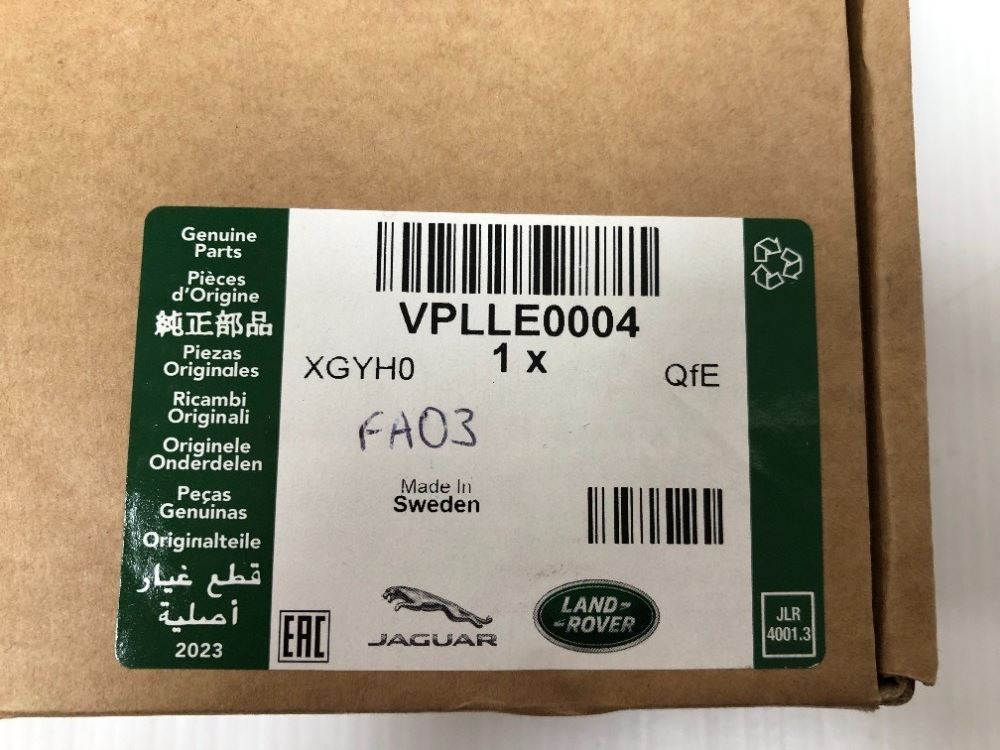 Genuine
Parts
Pièces
d'Origine
純正部品
Piezas
Originales
Ricambi
Originali
Originele
Onderdelen
Peças
Genuinas
Originalteile
قطع غيار
أصلية
2023
VPLLE0004
1 x
XGYH0
QfE
FA03
Made In
Sweden
EAC
JAGUAR
LAND-
-ROVER
JLR
4001.3